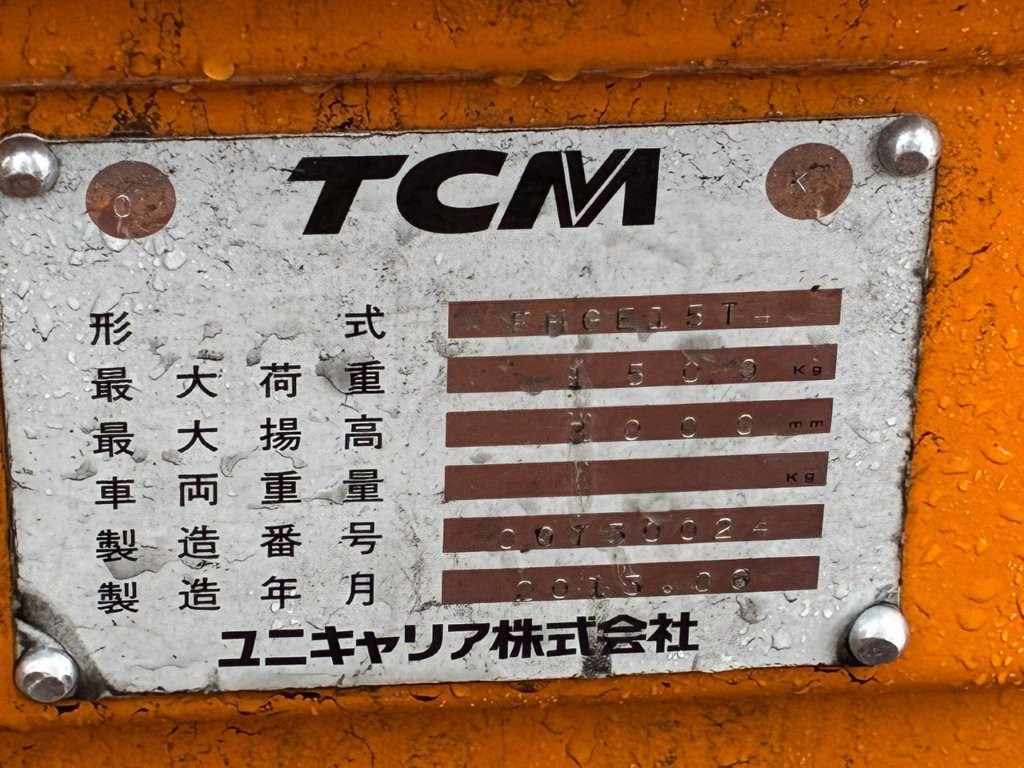 O TCM K
形式 FHGE15T4
最大荷重 1500 Kg
最大揚高 3000 mm
車両重量 Kg
製造番号 00750024
製造年月 2013.06
ユニキャリア株式会社